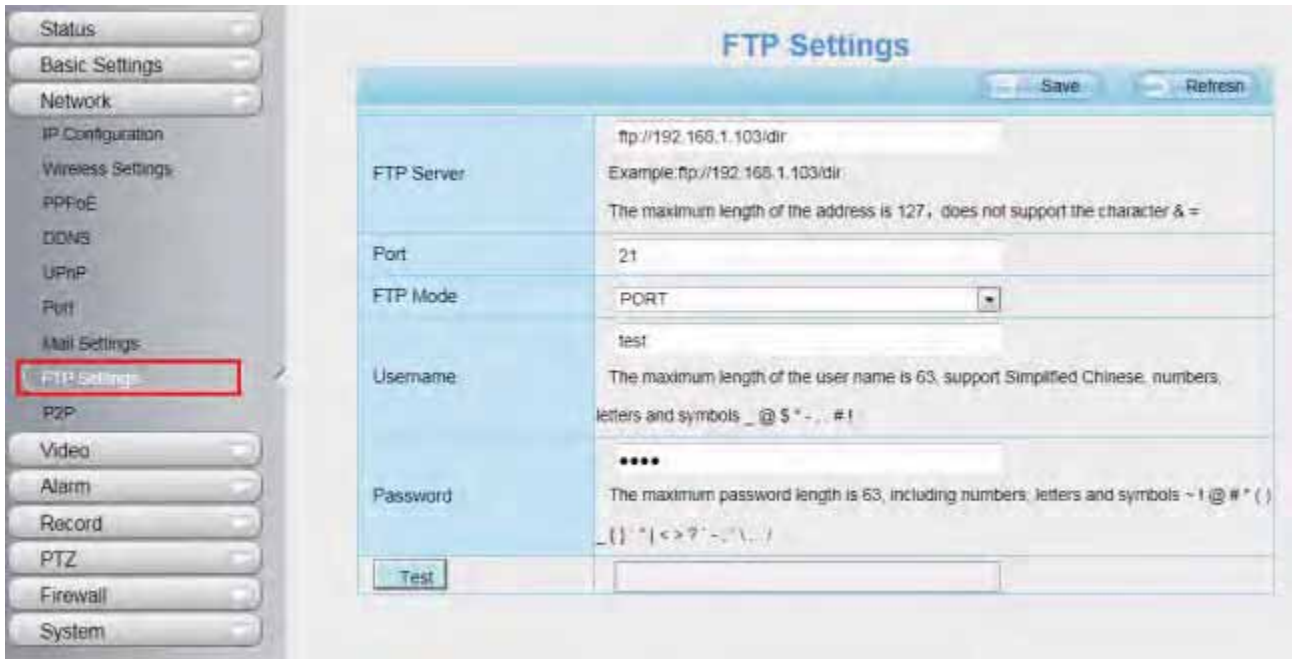 Status
Basic Settings
Network
IP Configuration
Wireless Settings
PPPoE
DDNS
UPnP
Port
Mail Settings
FTP Settings
P2P
Video
Alarm
Record
PTZ
Firewall
System
FTP Settings
Save
Refresh
FTP Server
ftp://192.168.1.103/dir
Example:ftp://192.168.1.103/dir
The maximum length of the address is 127，does not support the character & =
Port
21
FTP Mode
PORT
Username
test
The maximum length of the user name is 63, support Simplified Chinese, numbers,
letters and symbols _ @ $ * - , . # !
Password
••••
The maximum password length is 63, including numbers, letters and symbols ~ ! @ # * ( )
Test